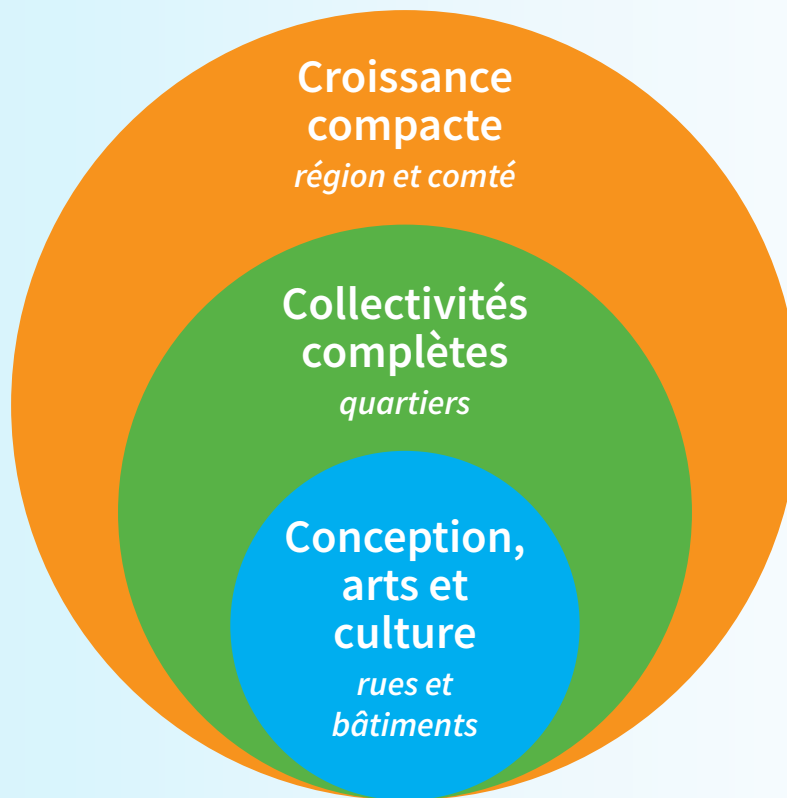 Croissance
compacte
région et comté
Collectivités
complètes
quartiers
Conception,
arts et
culture
rues et
bâtiments